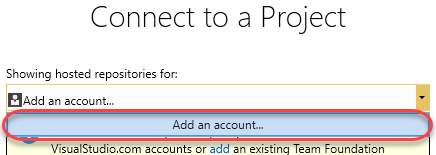 Connect to a Project
Showing hosted repositories for:
Add an account...
Add an account...
VisualStudio.com accounts or add an existing Team Foundation